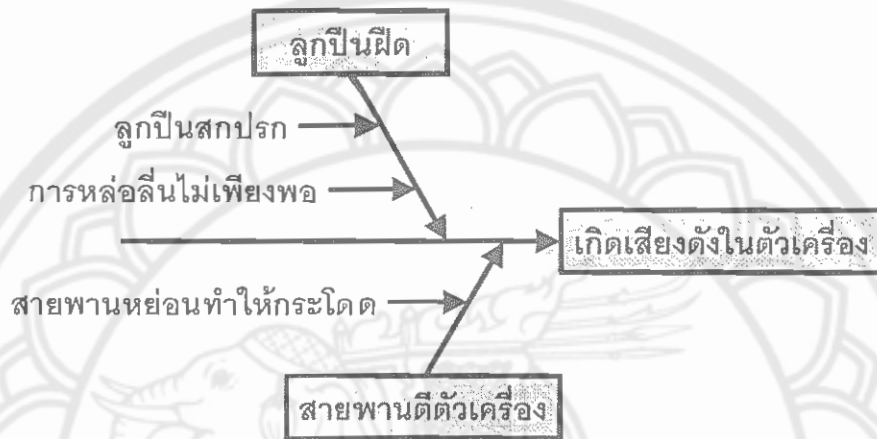 ลูกปืนฝืด
ลูกปืนสกปรก
การหล่อลื่นไม่เพียงพอ
เกิดเสียงดังในตัวเครื่อง
สายพานหย่อนทำให้กระโดด
สายพานตีตัวเครื่อง